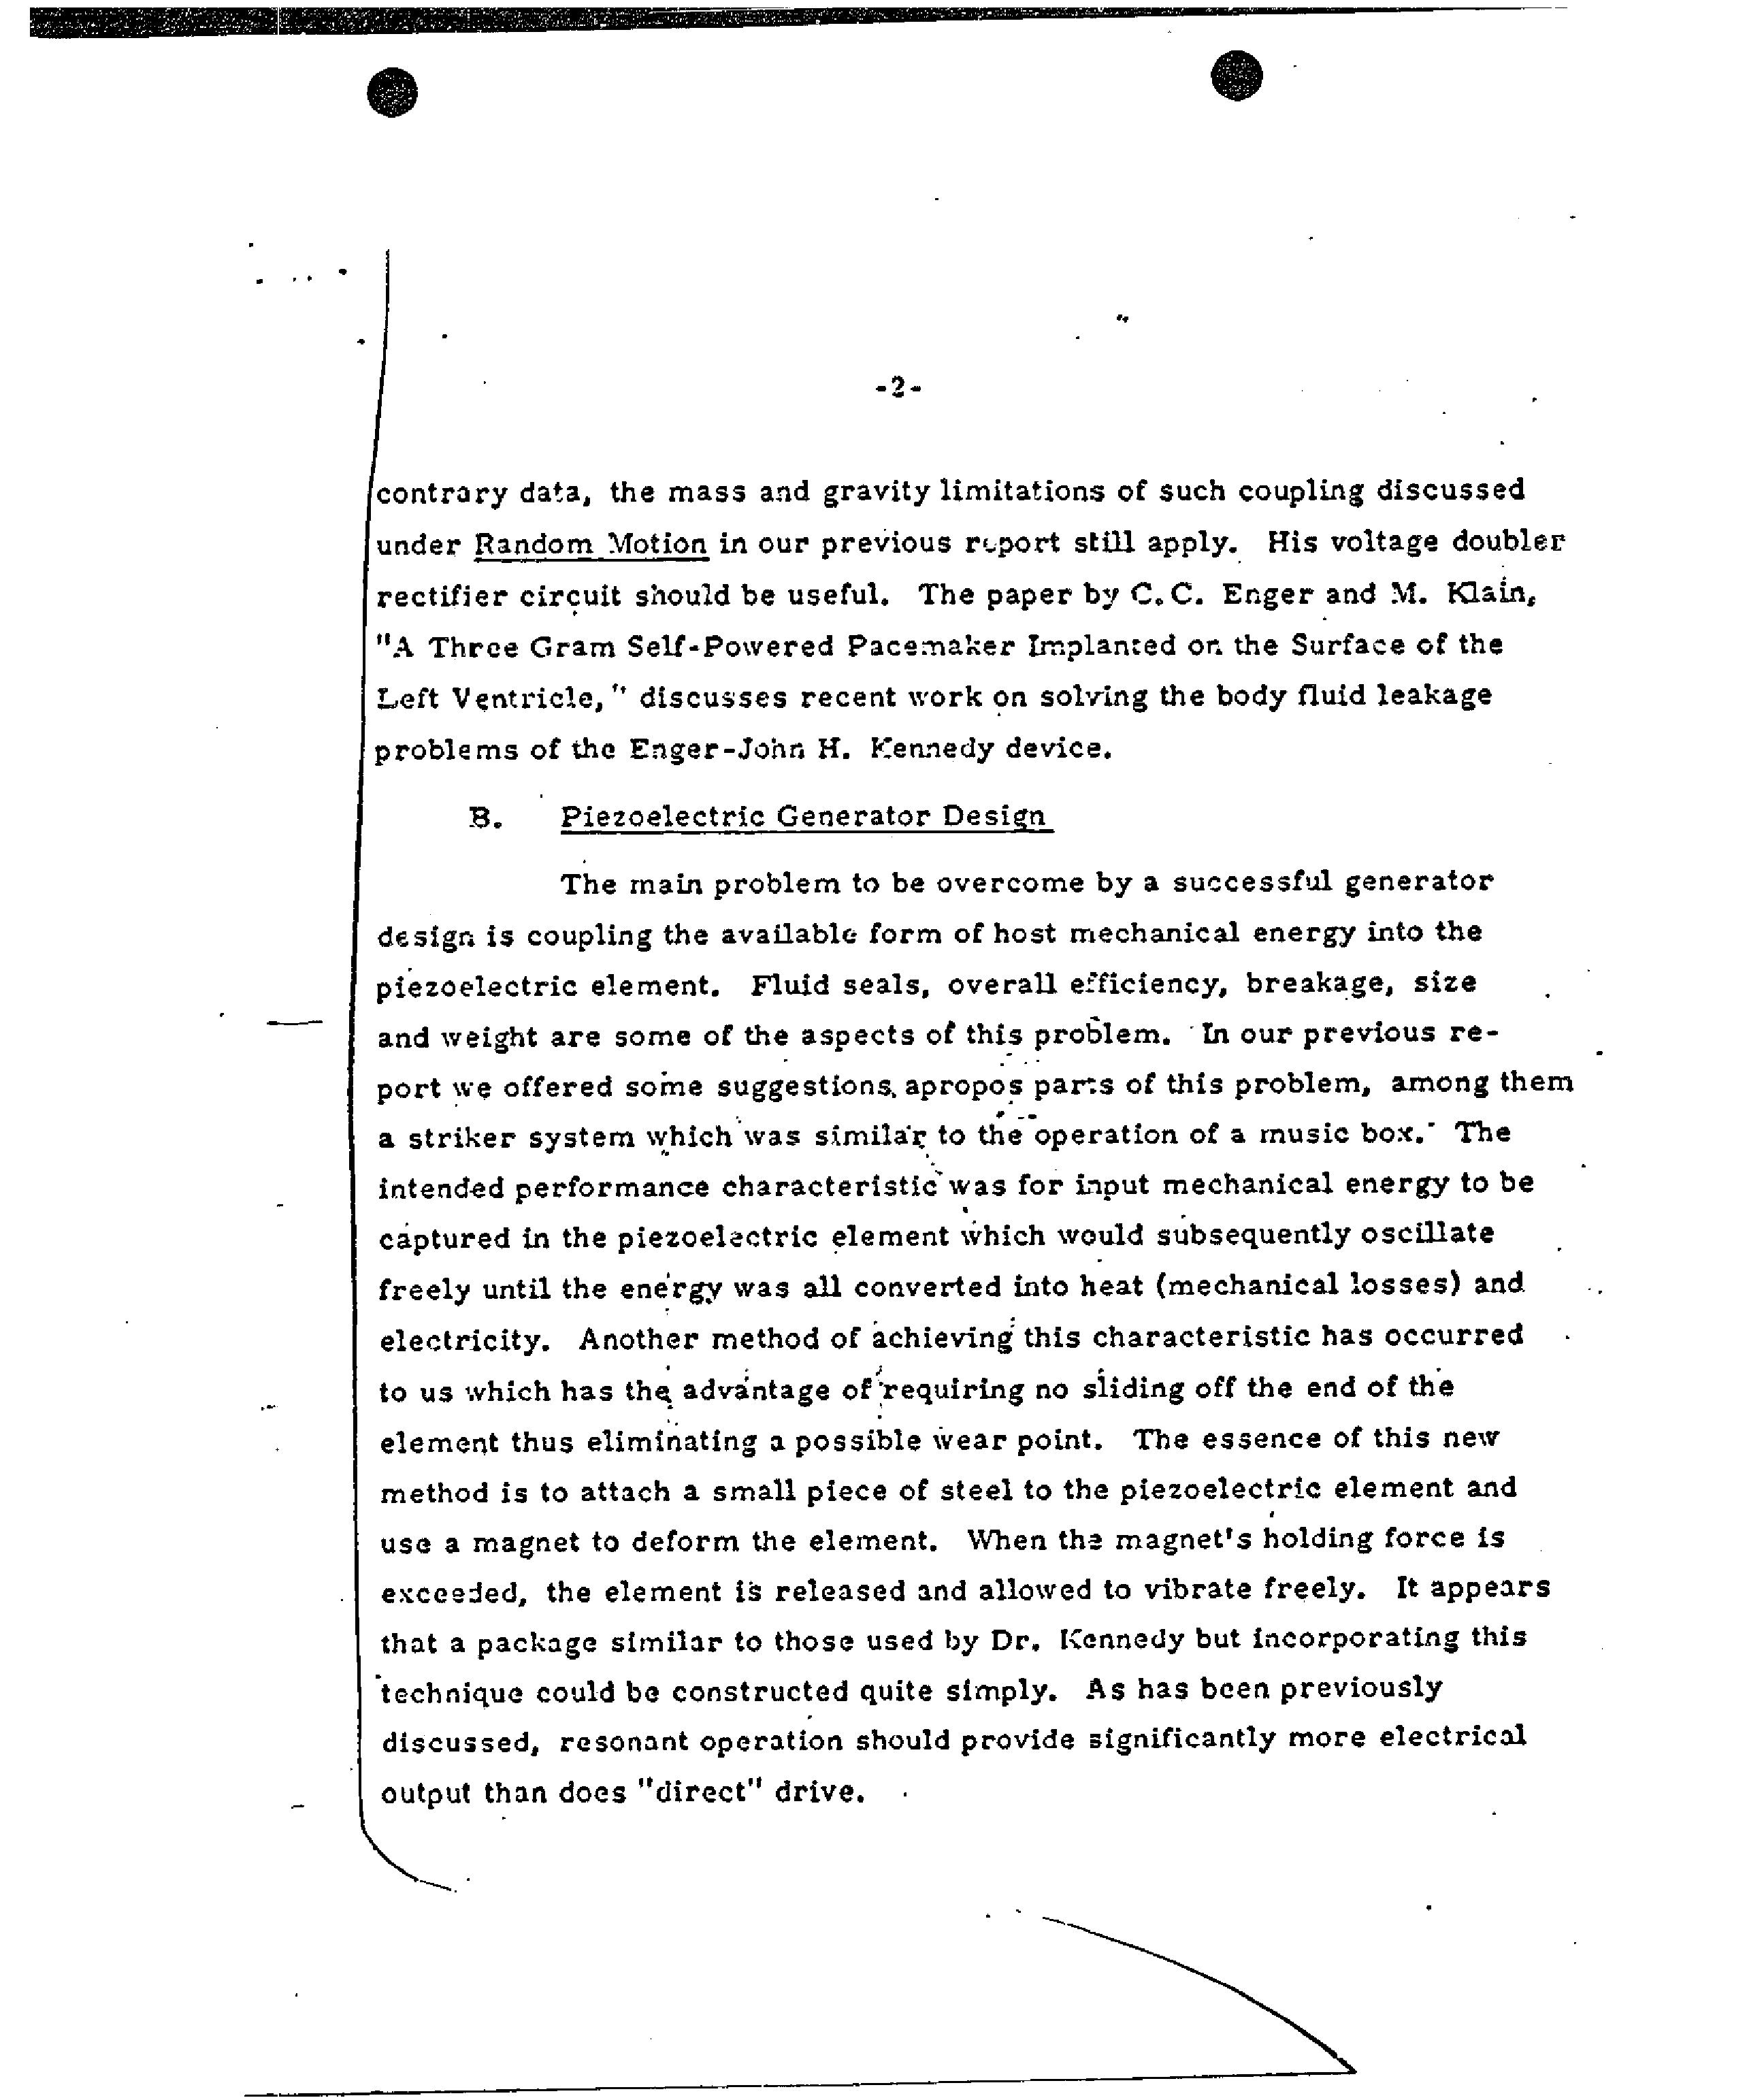 -2-
contrary data, the mass and gravity limitations of such coupling discussed
under Random Motion in our previous report still apply. His voltage doubler
rectifier circuit should be useful. The paper by C.C. Enger and M. Klain,
"A Three Gram Self-Powered Pacemaker Implanted on the Surface of the
Left Ventricle," discusses recent work on solving the body fluid leakage
problems of the Enger-John H. Kennedy device.
B. Piezoelectric Generator Design
The main problem to be overcome by a successful generator
design is coupling the available form of host mechanical energy into the
piezoelectric element. Fluid seals, overall efficiency, breakage, size
and weight are some of the aspects of this problem. In our previous re-
port we offered some suggestions apropos parts of this problem, among them
a striker system which was similar to the operation of a music box. The
intended performance characteristic was for input mechanical energy to be
captured in the piezoelectric element which would subsequently oscillate
freely until the energy was all converted into heat (mechanical losses) and
electricity. Another method of achieving this characteristic has occurred
to us which has the advantage of requiring no sliding off the end of the
element thus eliminating a possible wear point. The essence of this new
method is to attach a small piece of steel to the piezoelectric element and
use a magnet to deform the element. When the magnet's holding force is
exceeded, the element is released and allowed to vibrate freely. It appears
that a package similar to those used by Dr. Kennedy but incorporating this
technique could be constructed quite simply. As has been previously
discussed, resonant operation should provide significantly more electrical
output than does "direct" drive.